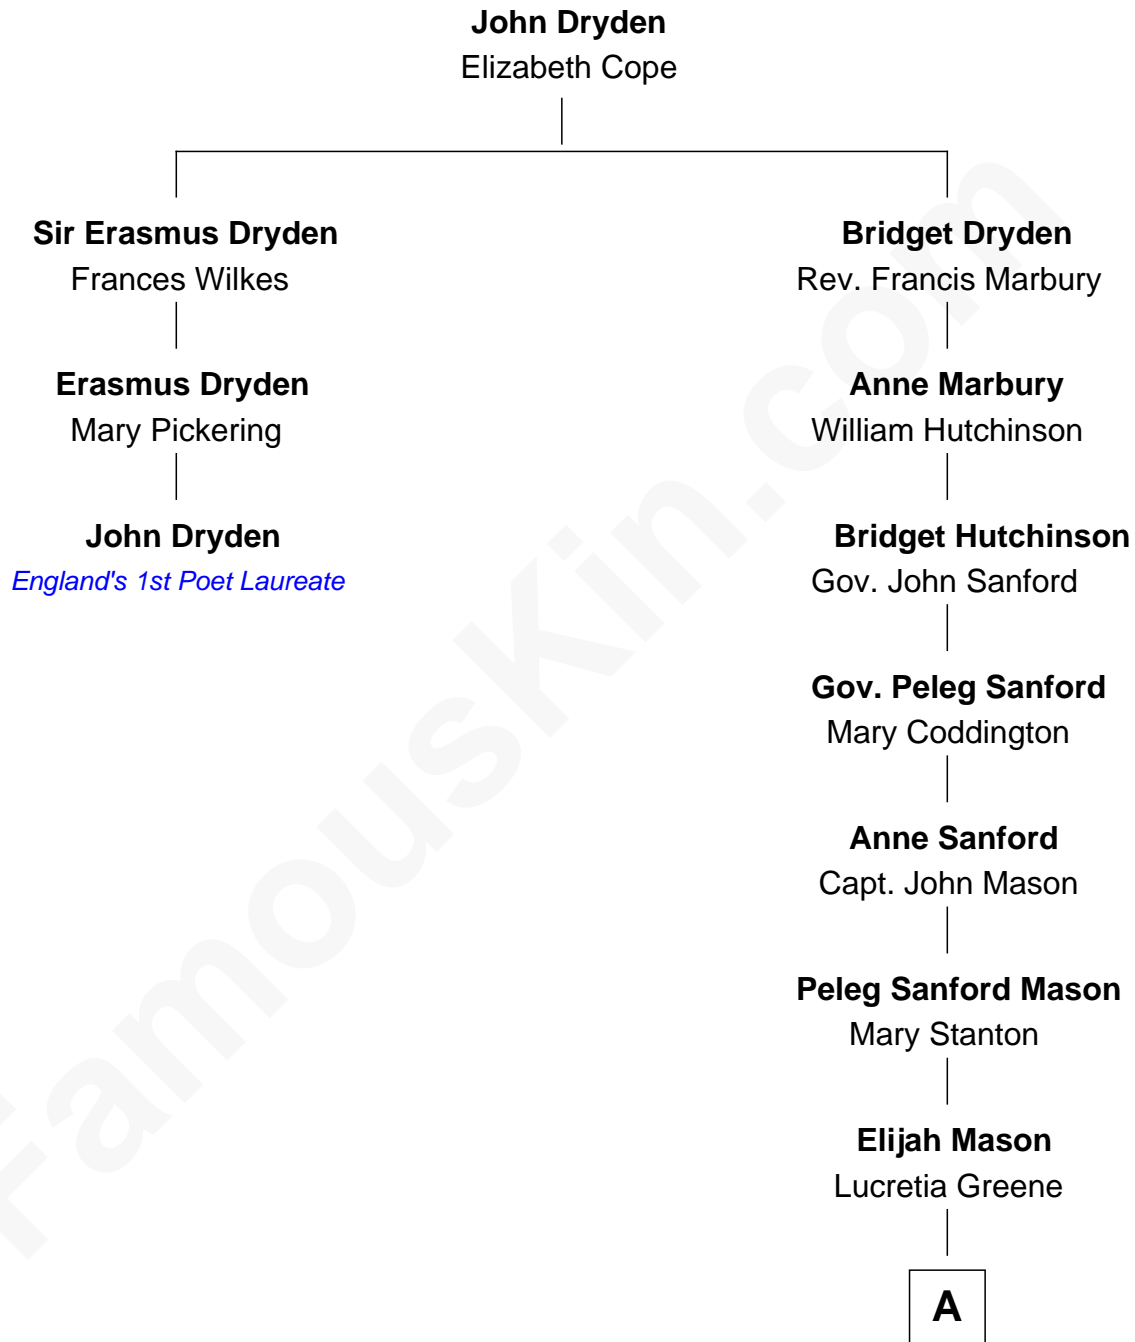 John Dryden
Elizabeth Cope
Sir Erasmus Dryden
Frances Wilkes
Erasmus Dryden
Mary Pickering
John Dryden
England's 1st Poet Laureate
Bridget Dryden
Rev. Francis Marbury
Anne Marbury
William Hutchinson
Bridget Hutchinson
Gov. John Sanford
Gov. Peleg Sanford
Mary Coddington
Anne Sanford
Capt. John Mason
Peleg Sanford Mason
Mary Stanton
Elijah Mason
Lucretia Greene
A
FamousKin.com